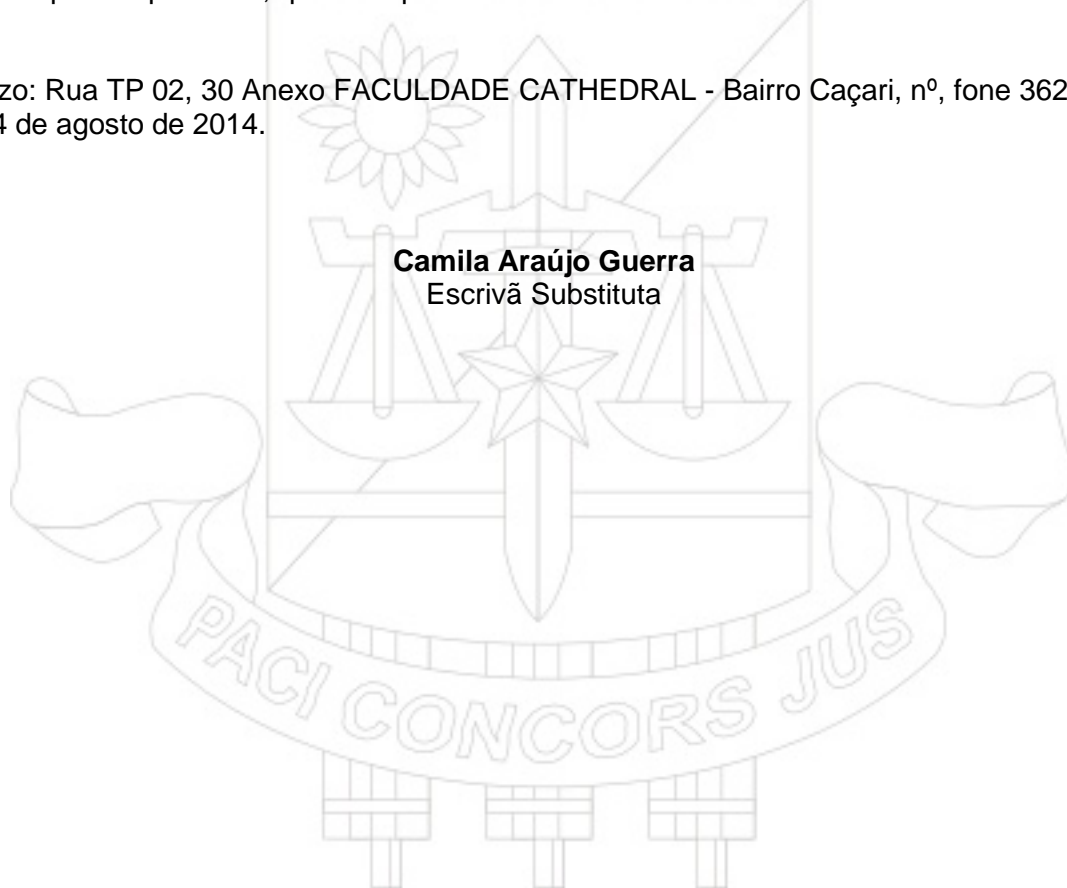 zo: Rua TP 02, 30 Anexo FACULDADE CATHEDRAL - Bairro Caçari, nº, fone 362
4 de agosto de 2014.
Camila Araújo Guerra
Escrivã Substituta
PACI CONCORS JUS